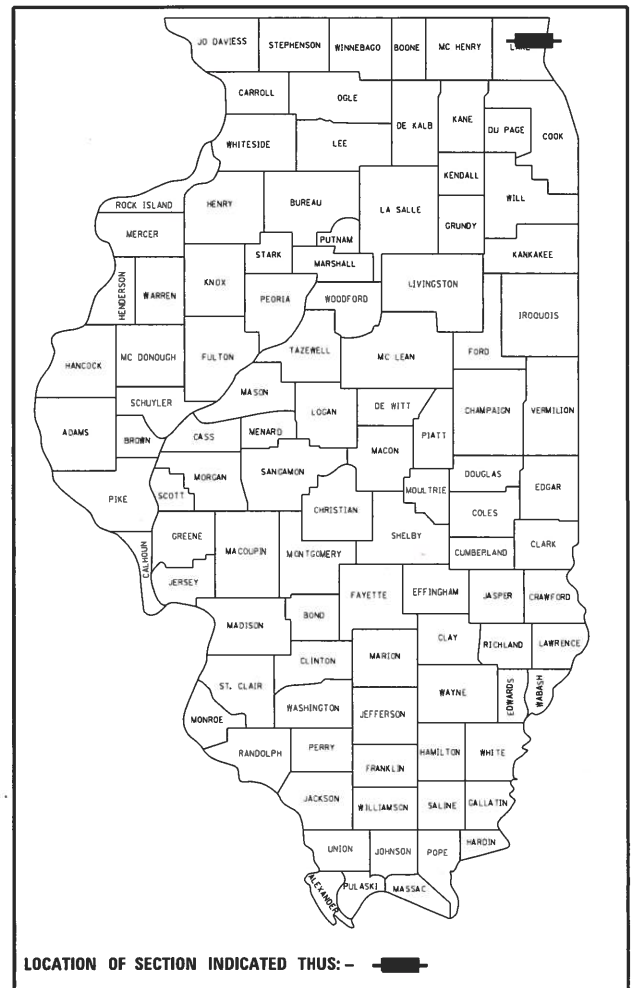 JO DAVIESS STEPHENSON WINNEBAGO BOONE MC HENRY LAKE
CARROLL OGLE
DE KALB KANE DU PAGE COOK
WHITESIDE LEE
KENDALL
ROCK ISLAND HENRY BUREAU LA SALLE WILL
MERCER PUTNAM GRUNDY
STARK MARSHALL KANKAKEE
HENDERSON WARREN KNOX PEORIA WOODFORD LIVINGSTON
IROQUOIS
HANCOCK MC DONOUGH FULTON TAZEWELL MC LEAN FORD
MASON
SCHUYLER LOGAN DE WITT CHAMPAIGN VERMILION
ADAMS BROWN CASS MENARD PIATT
MACON
MORGAN SANGAMON DOUGLAS
PIKE SCOTT MOULTRIE EDGAR
CHRISTIAN COLES
GREENE SHELBY
CALHOUN MACOUPIN MONTGOMERY CUMBERLAND CLARK
JERSEY
FAYETTE EFFINGHAM JASPER CRAWFORD
MADISON BOND
CLAY RICHLAND LAWRENCE
CLINTON MARION
ST. CLAIR WAYNE EDWARDS WABASH
WASHINGTON JEFFERSON
MONROE
RANDOLPH PERRY HAMILTON WHITE
FRANKLIN
JACKSON WILLIAMSON SALINE GALLATIN
UNION JOHNSON POPE HARDIN
ALEXANDER PULASKI MASSAC
LOCATION OF SECTION INDICATED THUS: –